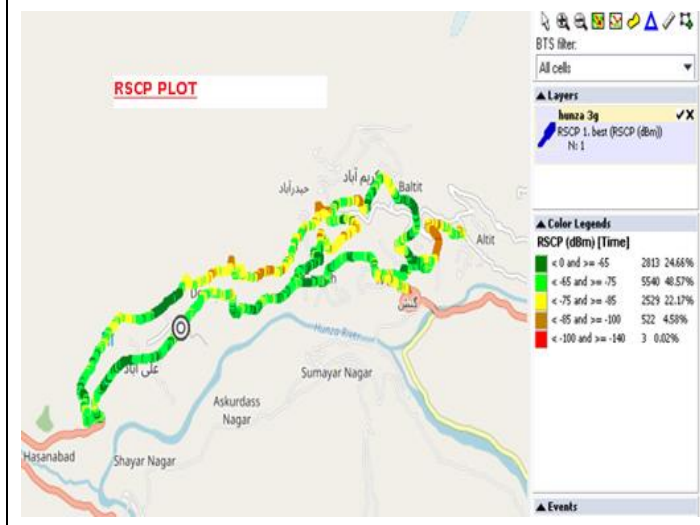 RSCP PLOT
حیدرآباد
کریم آباد
Baltit
Altit
گنش
علی آباد
Hunza River
Sumayar Nagar
Askurdass
Nagar
Hasanabad
Shayar Nagar
BTS filter:
All cells
Layers
hunza 3g
RSCP 1. best (RSCP (dBm))
N: 1
Color Legends
RSCP (dBm) [Time]
< 0 and >= -65 2813 24.66%
< -65 and >= -75 5540 48.57%
< -75 and >= -85 2529 22.17%
< -85 and >= -100 522 4.58%
< -100 and >= -140 3 0.02%
Events